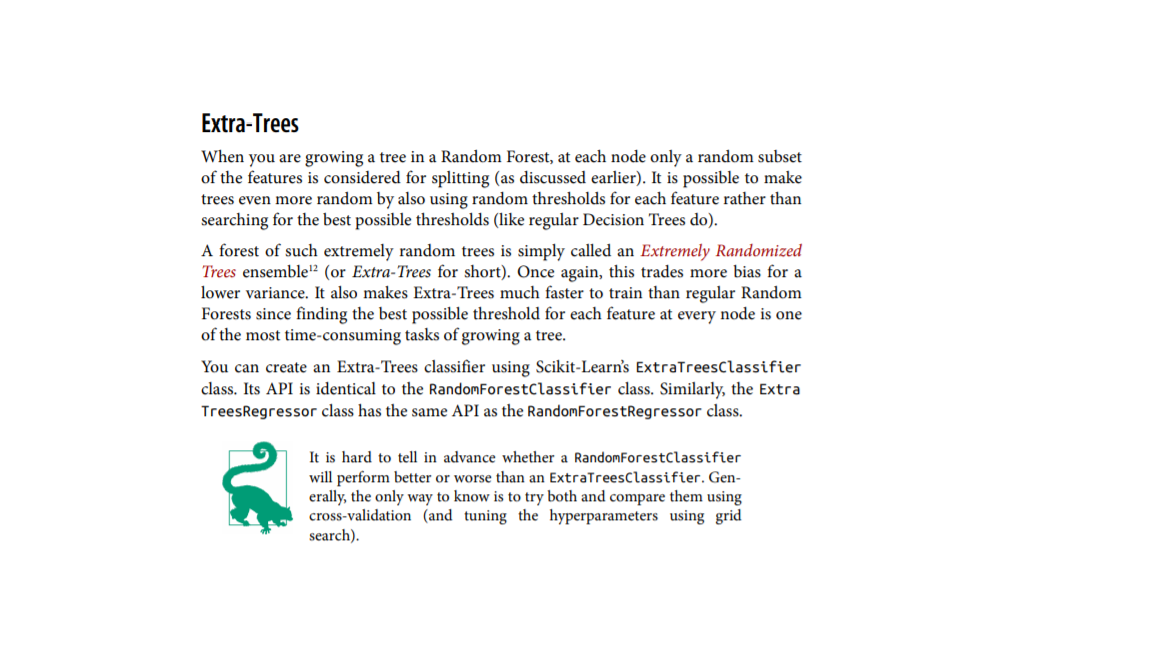 Extra-Trees
When you are growing a tree in a Random Forest, at each node only a random subset
of the features is considered for splitting (as discussed earlier). It is possible to make
trees even more random by also using random thresholds for each feature rather than
searching for the best possible thresholds (like regular Decision Trees do).
A forest of such extremely random trees is simply called an Extremely Randomized
Trees ensemble¹² (or Extra-Trees for short). Once again, this trades more bias for a
lower variance. It also makes Extra-Trees much faster to train than regular Random
Forests since finding the best possible threshold for each feature at every node is one
of the most time-consuming tasks of growing a tree.
You can create an Extra-Trees classifier using Scikit-Learn’s ExtraTreesClassifier
class. Its API is identical to the RandomForestClassifier class. Similarly, the Extra
TreesRegressor class has the same API as the RandomForestRegressor class.
It is hard to tell in advance whether a RandomForestClassifier
will perform better or worse than an ExtraTreesClassifier. Gen-
erally, the only way to know is to try both and compare them using
cross-validation (and tuning the hyperparameters using grid
search).